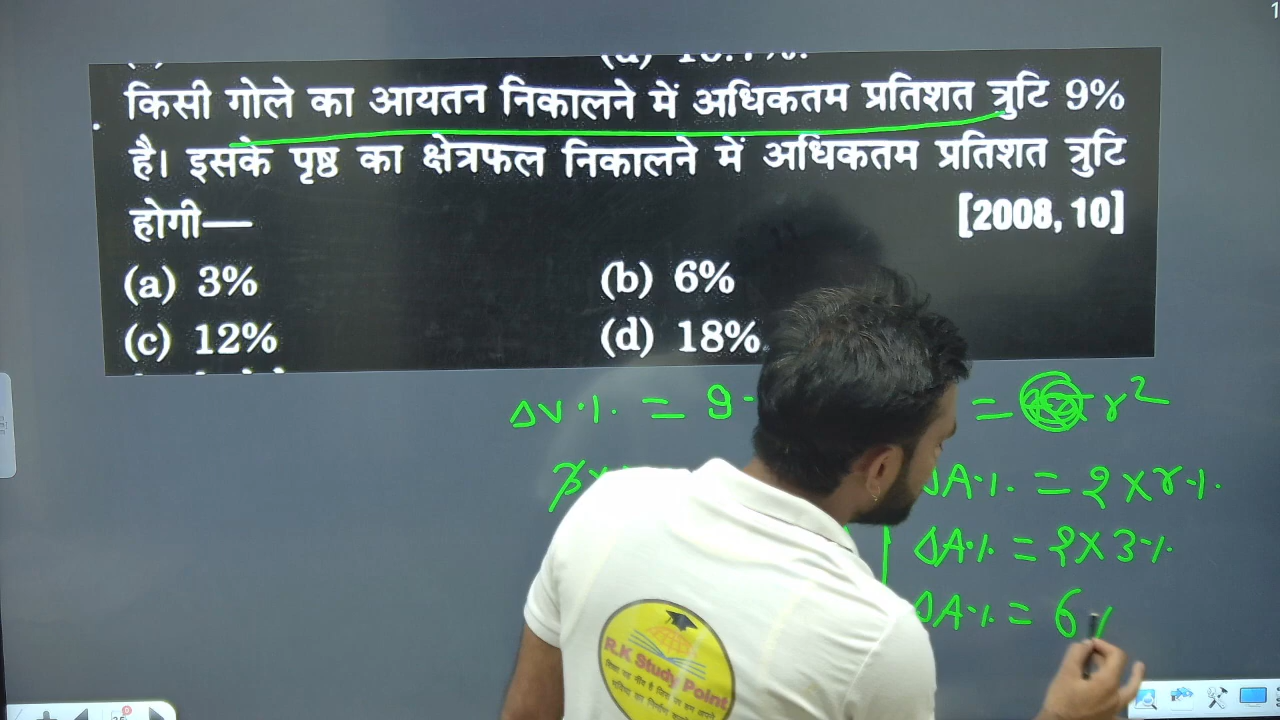 किसी गोले का आयतन निकालने में अधिकतम प्रतिशत त्रुटि 9%
है। इसके पृष्ठ का क्षेत्रफल निकालने में अधिकतम प्रतिशत त्रुटि
होगी—
[2008, 10]
(a) 3%
(b) 6%
(c) 12%
(d) 18%
ΔV% = 9
= r²
ΔA% = 2×r%
ΔA% = 2×3%
ΔA% = 6
R.K Study Point